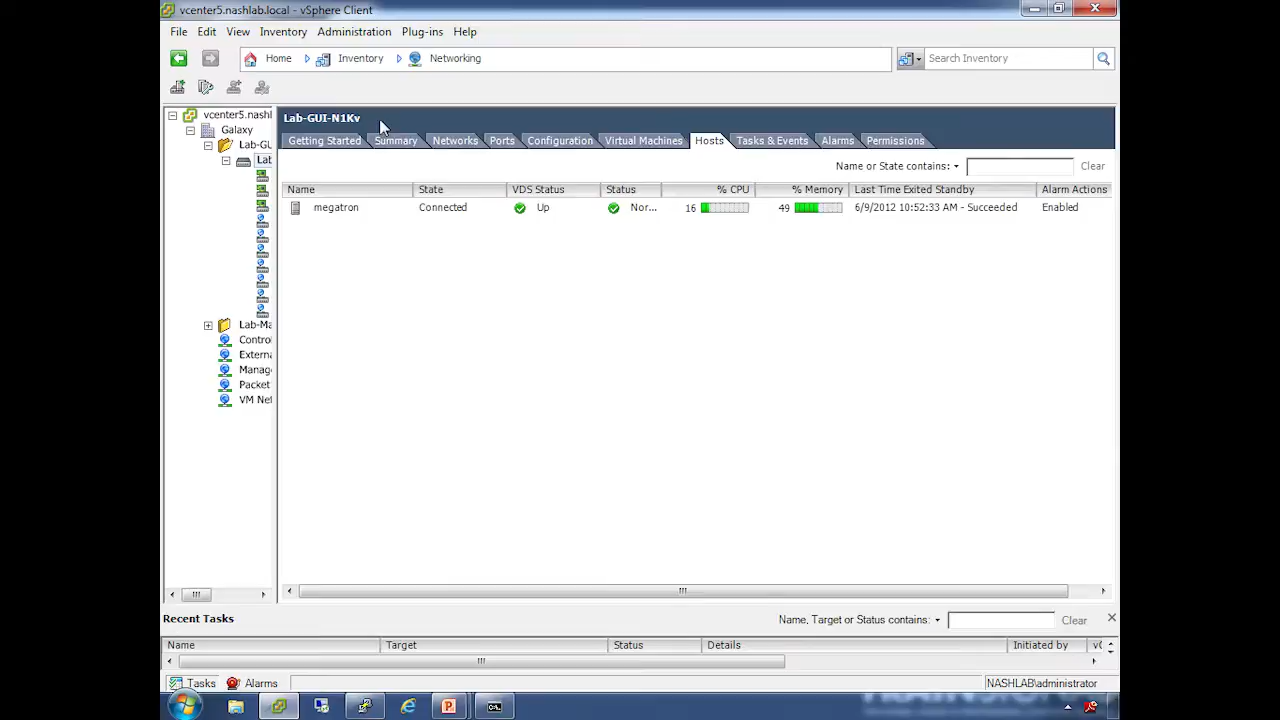 vcenter5.nashlab.local - vSphere Client
File Edit View Inventory Administration Plug-ins Help
Home Inventory Networking Search Inventory
vcenter5.nashl
Galaxy
Lab-GU
Lab
Lab-Ma
Contro
Externa
Manag
Packet
VM Net
Lab-GUI-N1Kv
Getting Started Summary Networks Ports Configuration Virtual Machines Hosts Tasks & Events Alarms Permissions
Name or State contains: Clear
Name State VDS Status Status % CPU % Memory Last Time Exited Standby Alarm Actions
megatron Connected Up Nor... 16 49 6/9/2012 10:52:33 AM - Succeeded Enabled
Recent Tasks Name, Target or Status contains: Clear
Name Target Status Details Initiated by vC
Tasks Alarms NASHLAB\administrator